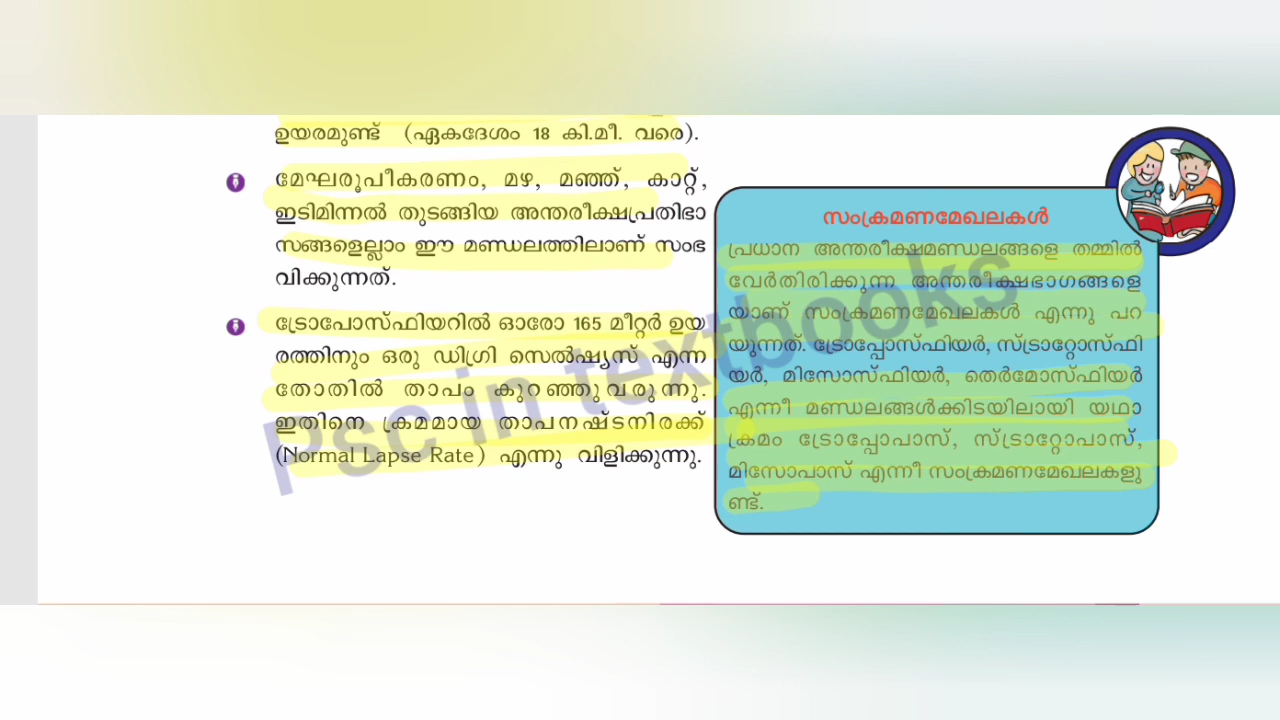 ഉയരമുണ്ട് (ഏകദേശം 18 കി.മീ. വരെ).
മേഘരൂപീകരണം, മഴ, മഞ്ഞ്, കാറ്റ്,
ഇടിമിന്നൽ തുടങ്ങിയ അന്തരീക്ഷപ്രതിഭാ
സങ്ങളെല്ലാം ഈ മണ്ഡലത്തിലാണ് സംഭ
വിക്കുന്നത്.
ട്രോപോസ്ഫിയറിൽ ഓരോ 165 മീറ്റർ ഉയ
രത്തിനും ഒരു ഡിഗ്രി സെൽഷ്യസ് എന്ന
തോതിൽ താപം കുറഞ്ഞുവരുന്നു.
ഇതിനെ ക്രമമായ താപനഷ്ടനിരക്ക്
(Normal Lapse Rate) എന്നു വിളിക്കുന്നു.
സംക്രമണമേഖലകൾ
പ്രധാന അന്തരീക്ഷമണ്ഡലങ്ങളെ തമ്മിൽ
വേർതിരിക്കുന്ന അന്തരീക്ഷഭാഗങ്ങളെ
യാണ് സംക്രമണമേഖലകൾ എന്നു പറ
യുന്നത്. ട്രോപ്പോസ്ഫിയർ, സ്ട്രാറ്റോസ്ഫി
യർ, മിസോസ്ഫിയർ, തെർമോസ്ഫിയർ
എന്നീ മണ്ഡലങ്ങൾക്കിടയിലായി യഥാ
ക്രമം ട്രോപ്പോപാസ്, സ്ട്രാറ്റോപാസ്,
മിസോപാസ് എന്നീ സംക്രമണമേഖലകളു
ണ്ട്.
Psc in textbooks